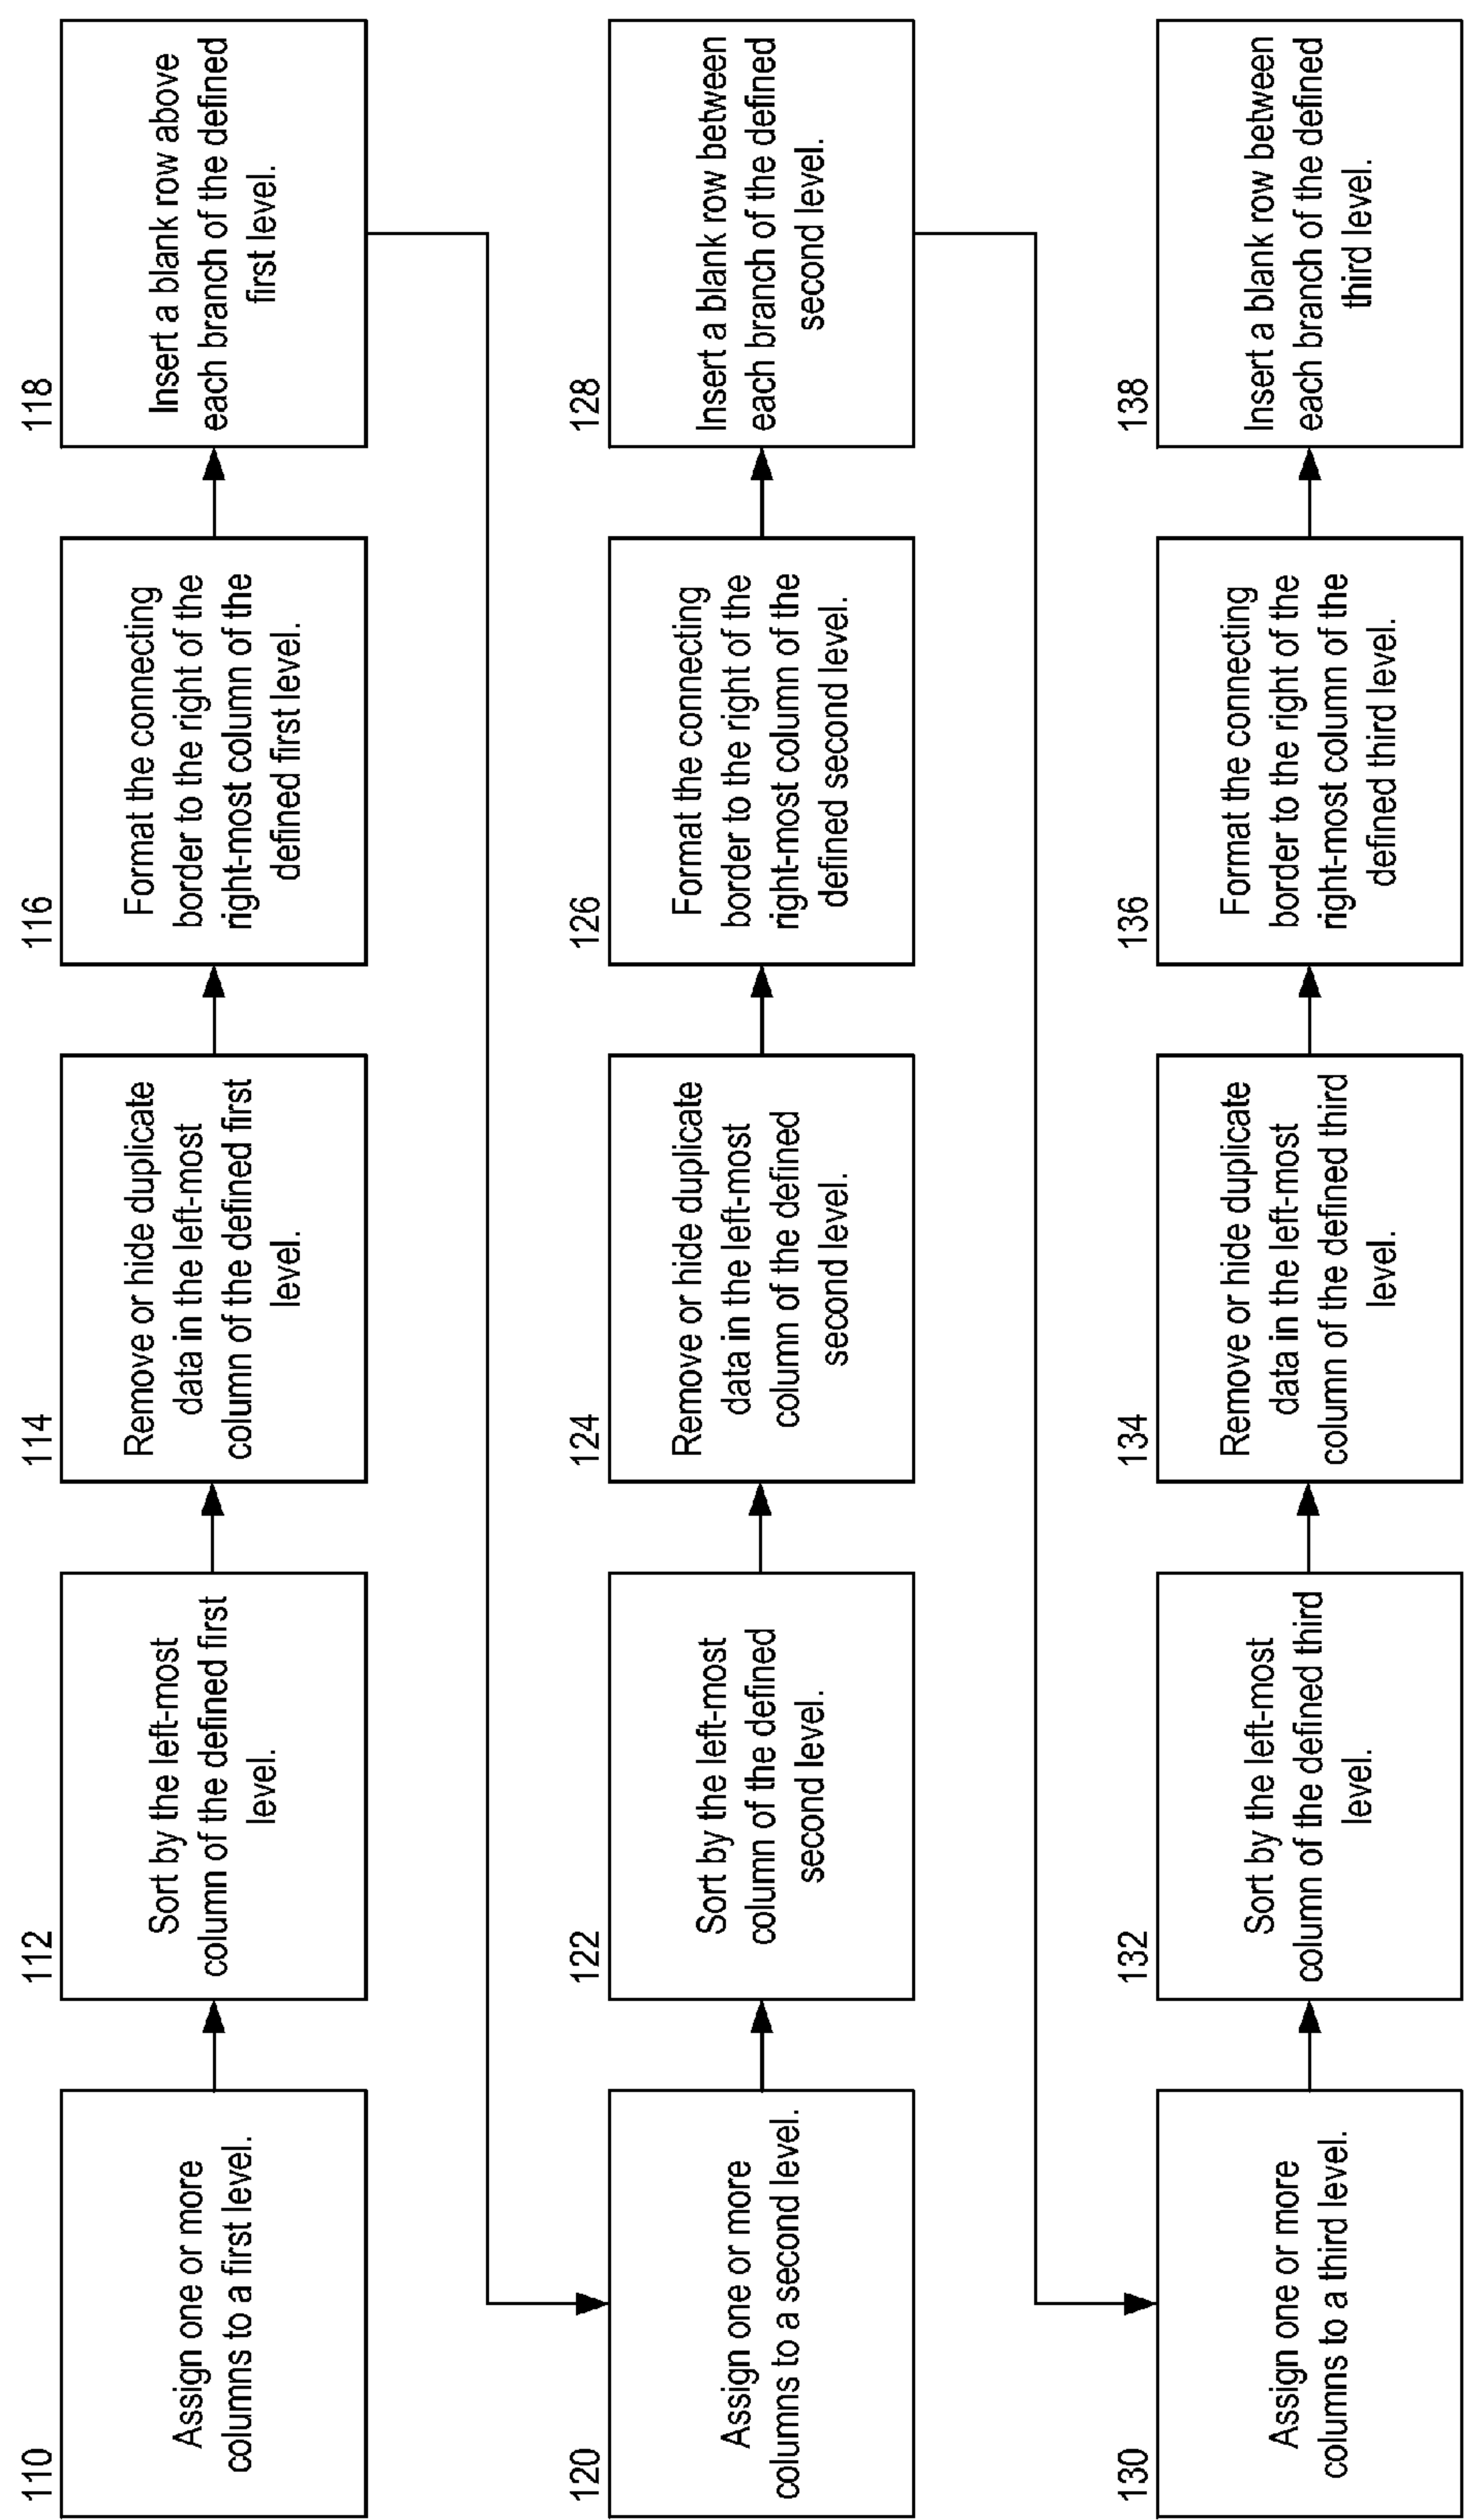 110
Assign one or more
columns to a first level.
112
Sort by the left-most
column of the defined first
level.
114
Remove or hide duplicate
data in the left-most
column of the defined first
level.
116
Format the connecting
border to the right of the
right-most column of the
defined first level.
118
Insert a blank row above
each branch of the defined
first level.
120
Assign one or more
columns to a second level.
122
Sort by the left-most
column of the defined
second level.
124
Remove or hide duplicate
data in the left-most
column of the defined
second level.
126
Format the connecting
border to the right of the
right-most column of the
defined second level.
128
Insert a blank row between
each branch of the defined
second level.
130
Assign one or more
columns to a third level.
132
Sort by the left-most
column of the defined third
level.
134
Remove or hide duplicate
data in the left-most
column of the defined third
level.
136
Format the connecting
border to the right of the
right-most column of the
defined third level.
138
Insert a blank row between
each branch of the defined
third level.